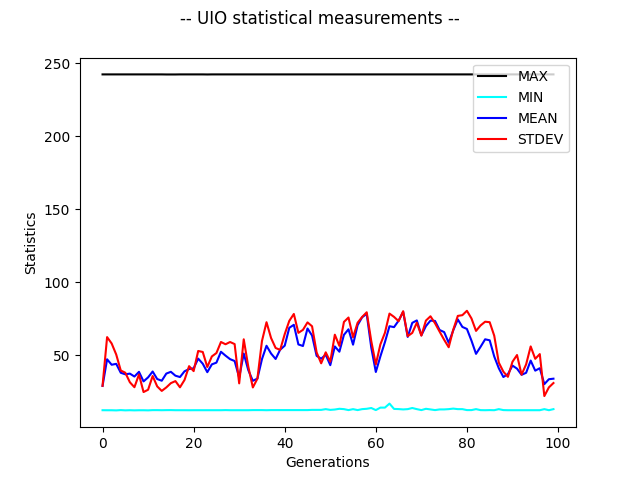 -- UIO statistical measurements --
250
200
150
100
50
Statistics
MAX
MIN
MEAN
STDEV
0 20 40 60 80 100
Generations